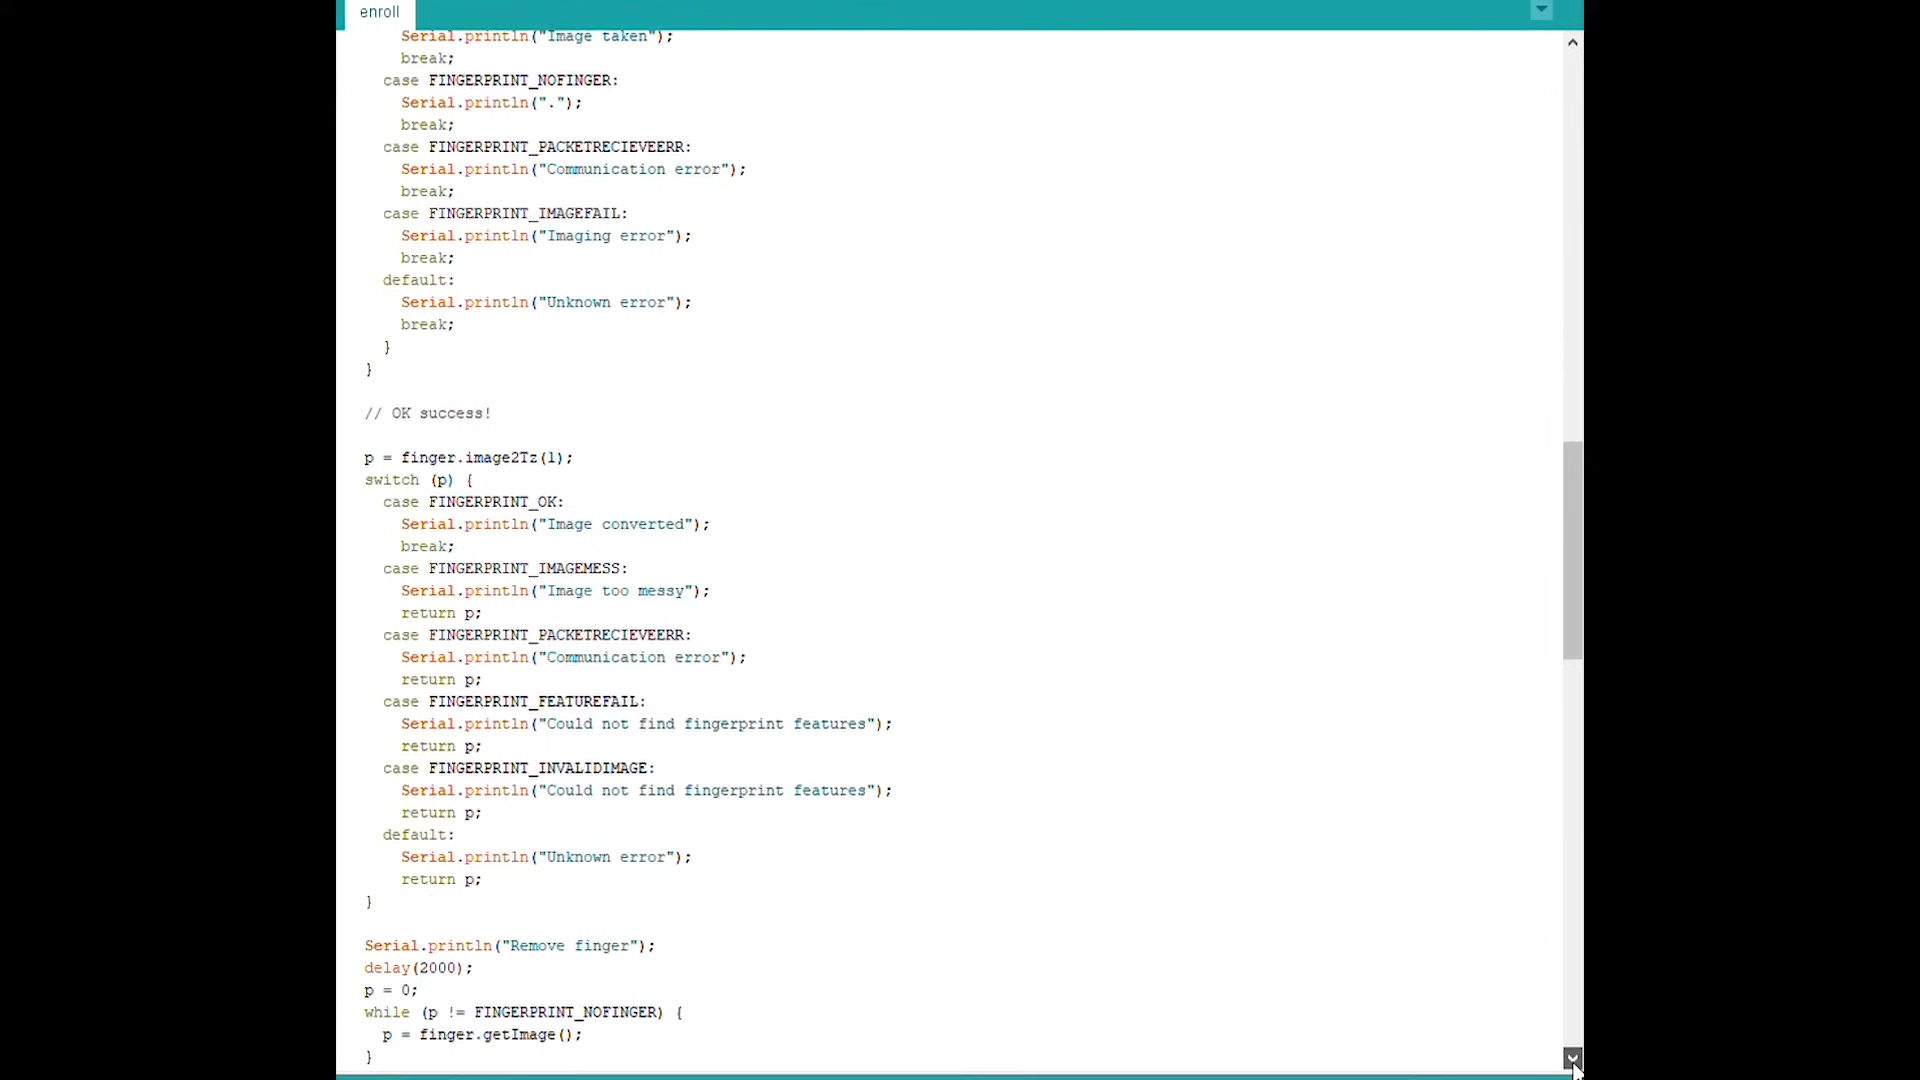 enroll
Serial.println("Image taken");
break;
case FINGERPRINT_NOFINGER:
Serial.println(".");
break;
case FINGERPRINT_PACKETRECIEVEERR:
Serial.println("Communication error");
break;
case FINGERPRINT_IMAGEFAIL:
Serial.println("Imaging error");
break;
default:
Serial.println("Unknown error");
break;
}
}
// OK success!
p = finger.image2Tz(1);
switch (p) {
case FINGERPRINT_OK:
Serial.println("Image converted");
break;
case FINGERPRINT_IMAGEMESS:
Serial.println("Image too messy");
return p;
case FINGERPRINT_PACKETRECIEVEERR:
Serial.println("Communication error");
return p;
case FINGERPRINT_FEATUREFAIL:
Serial.println("Could not find fingerprint features");
return p;
case FINGERPRINT_INVALIDIMAGE:
Serial.println("Could not find fingerprint features");
return p;
default:
Serial.println("Unknown error");
return p;
}
Serial.println("Remove finger");
delay(2000);
p = 0;
while (p != FINGERPRINT_NOFINGER) {
p = finger.getImage();
}